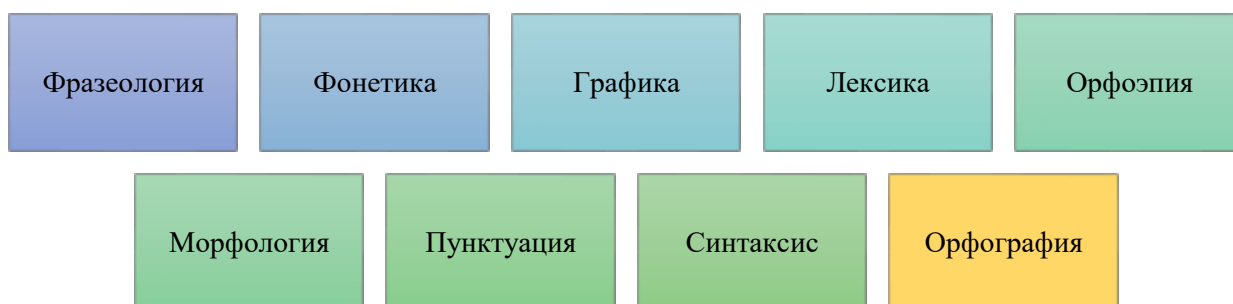 Фразеология
Фонетика
Графика
Лексика
Орфоэпия
Морфология
Пунктуация
Синтаксис
Орфография